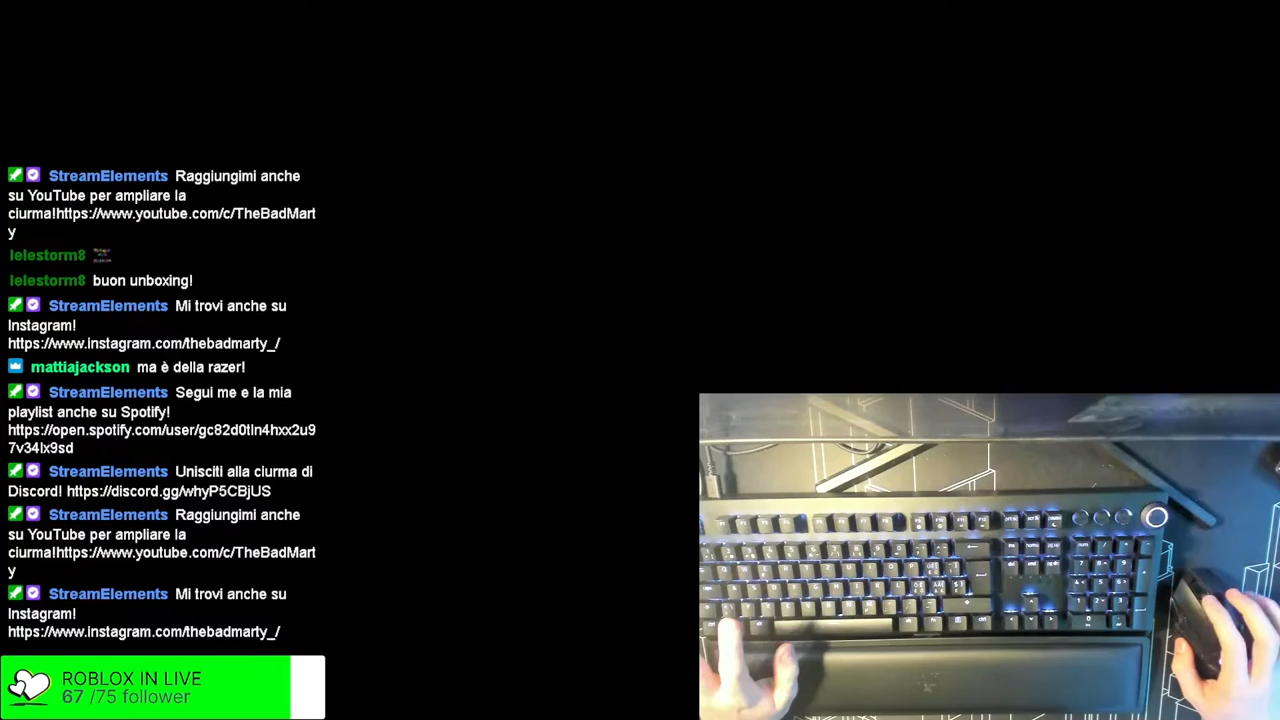 StreamElements Raggiungimi anche
su YouTube per ampliare la
ciurma!https://www.youtube.com/c/TheBadMart
y
lelestorm8
lelestorm8 buon unboxing!
StreamElements Mi trovi anche su
Instagram!
https://www.instagram.com/thebadmarty_/
mattiajackson ma è della razer!
StreamElements Segui me e la mia
playlist anche su Spotify!
https://open.spotify.com/user/gc82d0tln4hxx2u9
7v34lx9sd
StreamElements Unisciti alla ciurma di
Discord! https://discord.gg/whyP5CBjUS
StreamElements Raggiungimi anche
su YouTube per ampliare la
ciurma!https://www.youtube.com/c/TheBadMart
y
StreamElements Mi trovi anche su
Instagram!
https://www.instagram.com/thebadmarty_/
ROBLOX IN LIVE
67 /75 follower